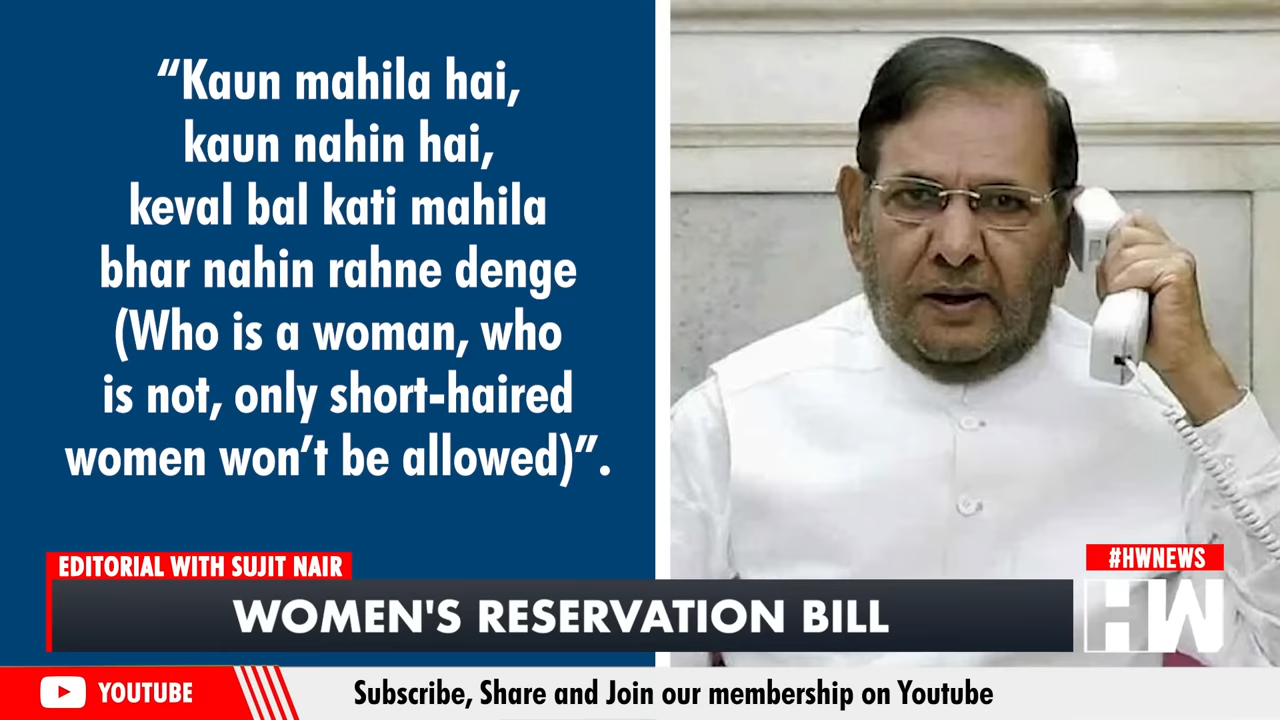 “Kaun mahila hai,
kaun nahin hai,
keval bal kati mahila
bhar nahin rahne denge
(Who is a woman, who
is not, only short-haired
women won’t be allowed)”.
EDITORIAL WITH SUJIT NAIR
#HWNEWS
WOMEN'S RESERVATION BILL
HW
YOUTUBE
Subscribe, Share and Join our membership on Youtube